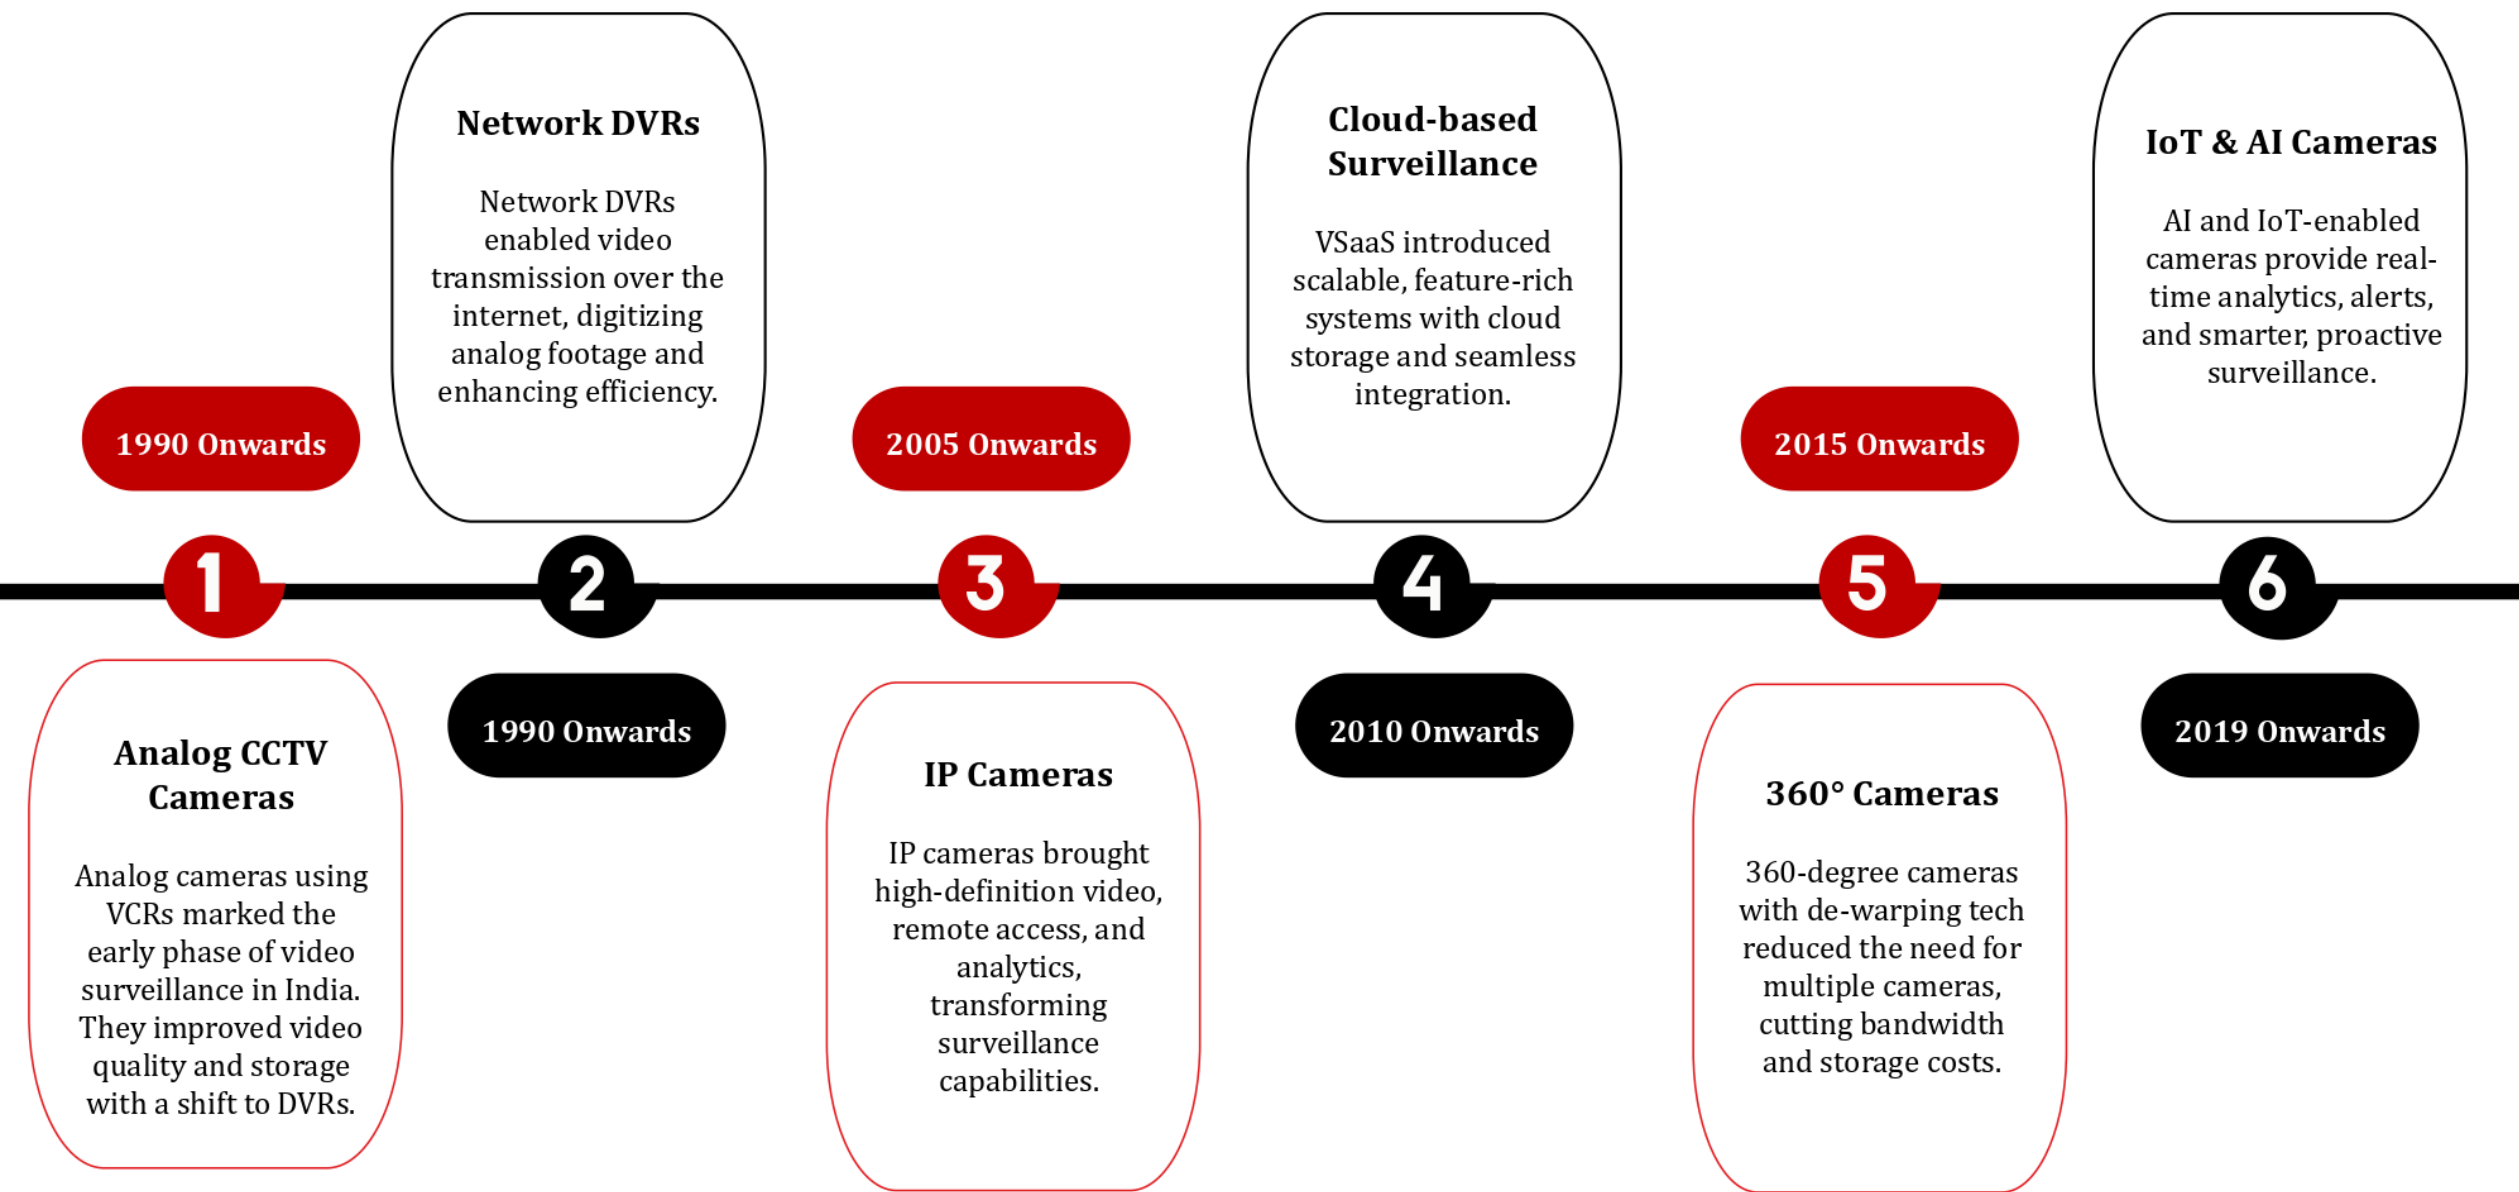 1990 Onwards
1
Analog CCTV
Cameras
Analog cameras using
VCRs marked the
early phase of video
surveillance in India.
They improved video
quality and storage
with a shift to DVRs.
Network DVRs
Network DVRs
enabled video
transmission over the
internet, digitizing
analog footage and
enhancing efficiency.
2
1990 Onwards
2005 Onwards
3
IP Cameras
IP cameras brought
high-definition video,
remote access, and
analytics,
transforming
surveillance
capabilities.
Cloud-based
Surveillance
VSaaS introduced
scalable, feature-rich
systems with cloud
storage and seamless
integration.
4
2010 Onwards
2015 Onwards
5
360° Cameras
360-degree cameras
with de-warping tech
reduced the need for
multiple cameras,
cutting bandwidth
and storage costs.
IoT & AI Cameras
AI and IoT-enabled
cameras provide real-
time analytics, alerts,
and smarter, proactive
surveillance.
6
2019 Onwards